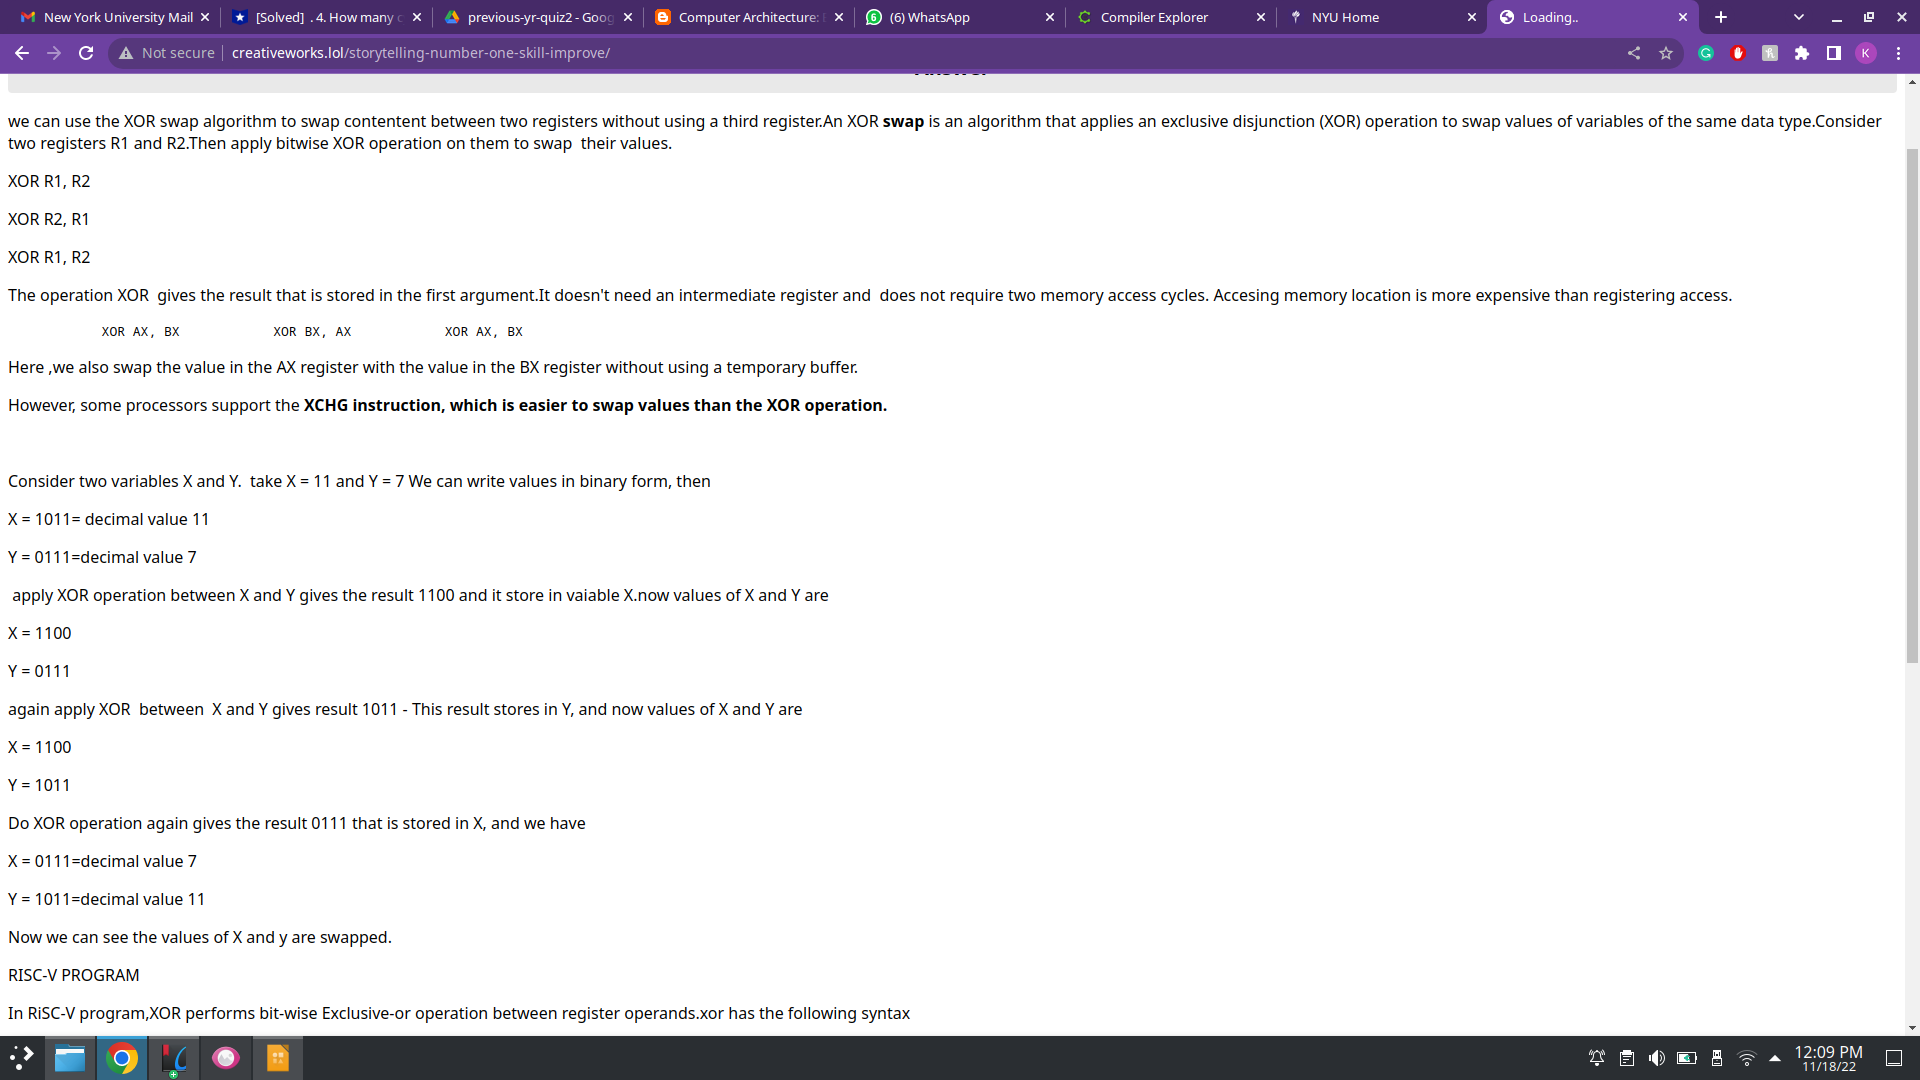 New York University Mail
[Solved] . 4. How many c
previous-yr-quiz2 - Goog
Computer Architecture: E
(6) WhatsApp
Compiler Explorer
NYU Home
Loading..
Not secure
creativeworks.lol/storytelling-number-one-skill-improve/
K
we can use the XOR swap algorithm to swap contentent between two registers without using a third register.An XOR swap is an algorithm that applies an exclusive disjunction (XOR) operation to swap values of variables of the same data type.Consider
two registers R1 and R2.Then apply bitwise XOR operation on them to swap  their values.
XOR R1, R2
XOR R2, R1
XOR R1, R2
The operation XOR  gives the result that is stored in the first argument.It doesn't need an intermediate register and  does not require two memory access cycles. Accesing memory location is more expensive than registering access.
XOR AX, BX            XOR BX, AX            XOR AX, BX
Here ,we also swap the value in the AX register with the value in the BX register without using a temporary buffer.
However, some processors support the XCHG instruction, which is easier to swap values than the XOR operation.
Consider two variables X and Y.  take X = 11 and Y = 7 We can write values in binary form, then
X = 1011= decimal value 11
Y = 0111=decimal value 7
apply XOR operation between X and Y gives the result 1100 and it store in vaiable X.now values of X and Y are
X = 1100
Y = 0111
again apply XOR  between  X and Y gives result 1011 - This result stores in Y, and now values of X and Y are
X = 1100
Y = 1011
Do XOR operation again gives the result 0111 that is stored in X, and we have
X = 0111=decimal value 7
Y = 1011=decimal value 11
Now we can see the values of X and y are swapped.
RISC-V PROGRAM
In RiSC-V program,XOR performs bit-wise Exclusive-or operation between register operands.xor has the following syntax
12:09 PM
11/18/22